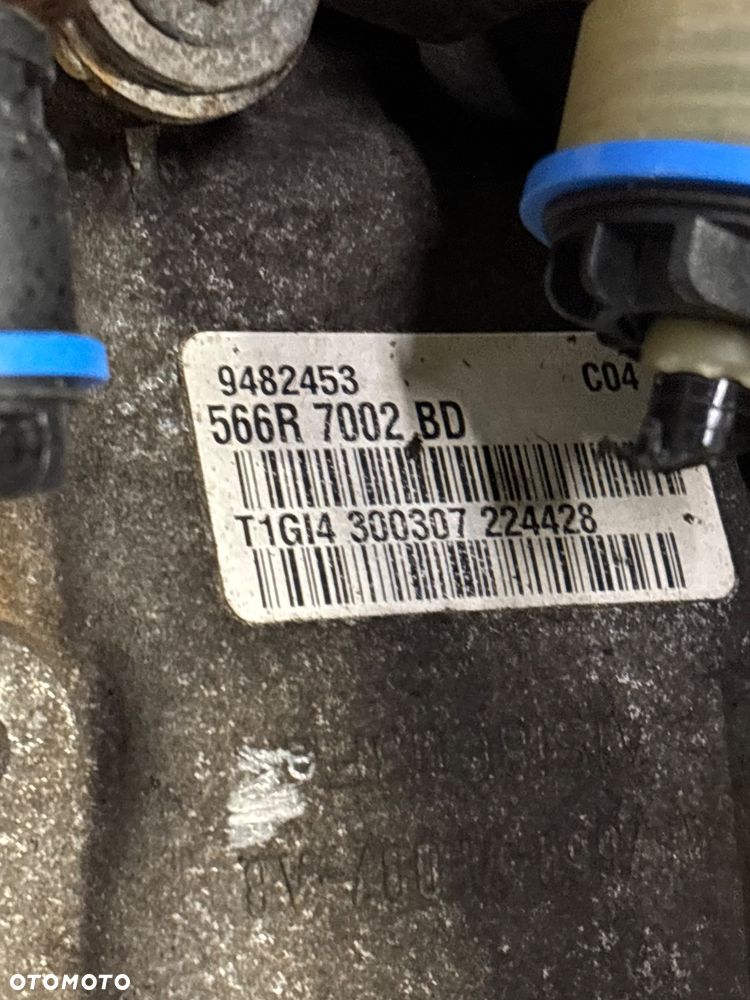 9482453 C04
566R 7002 BD
T1GI4 300307 224428
OTOMOTO